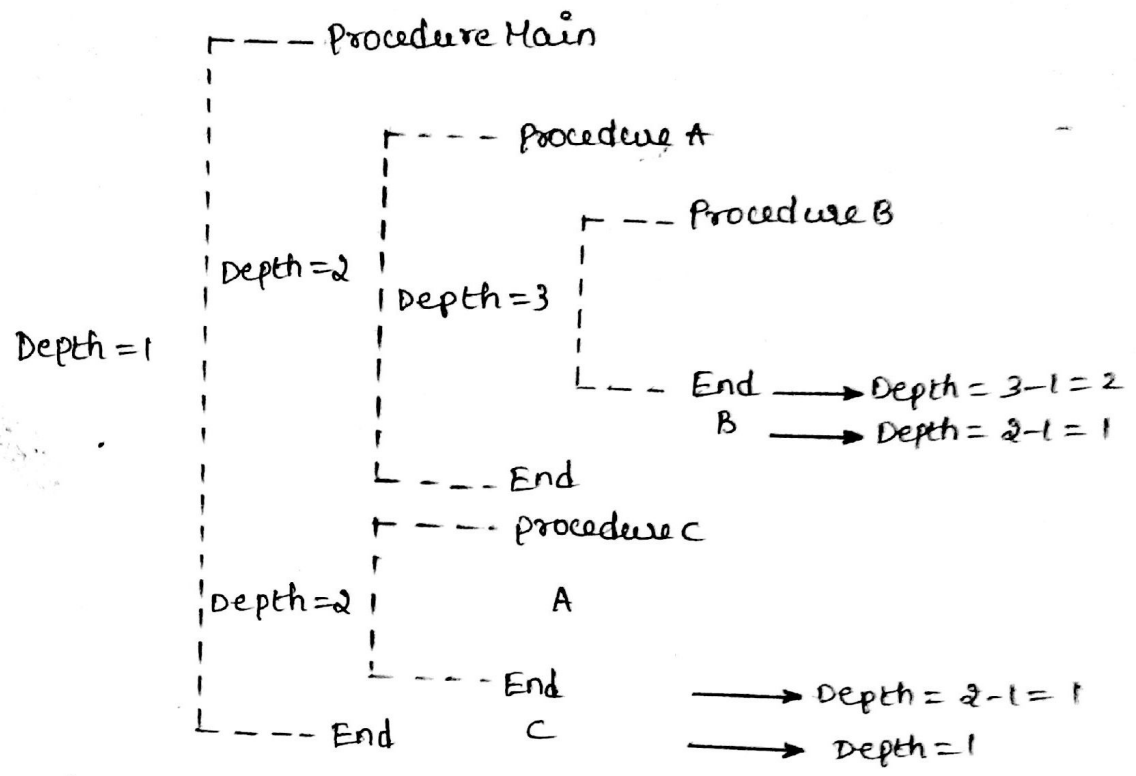 Procedure Main
Procedure A
Procedure B
Depth = 2
Depth = 3
Depth = 1
End → Depth = 3-1 = 2
B → Depth = 2-1 = 1
End
procedure C
Depth = 2
A
End → Depth = 2-1 = 1
End C → Depth = 1